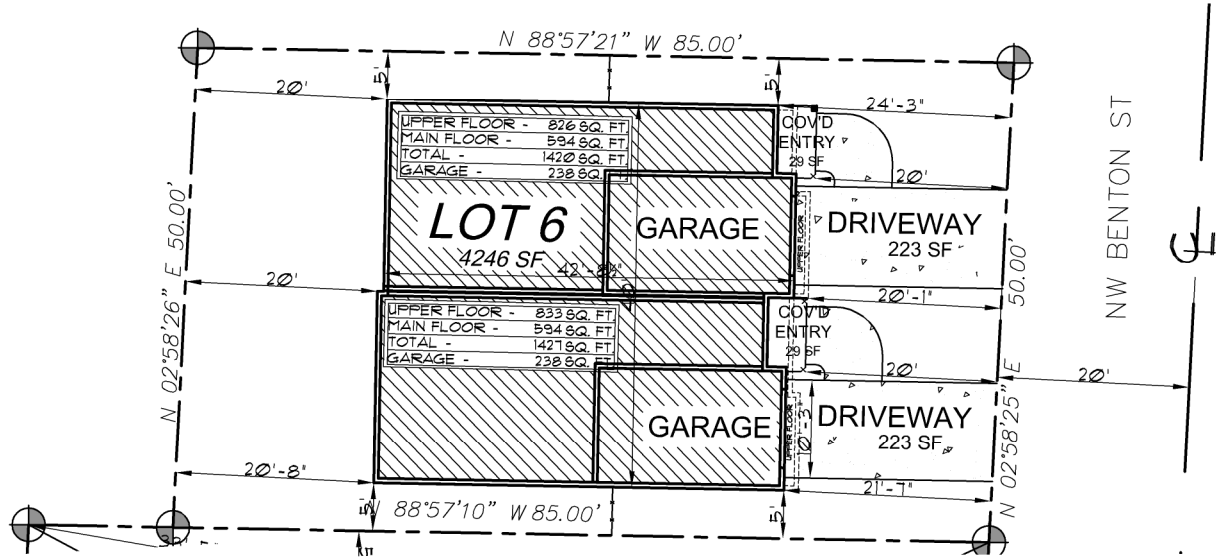 N 88°57'21" W 85.00'
5'
5'
20'
24'-3"
UPPER FLOOR - 826 SQ. FT.
MAIN FLOOR - 594 SQ. FT.
TOTAL - 1420 SQ. FT.
GARAGE - 238 SQ. FT.
COV'D
ENTRY
29 SF
20'
LOT 6
4246 SF
GARAGE
UPPER FLOOR
DRIVEWAY
223 SF
NW BENTON ST
N 02°58'26" E 50.00'
50.00'
20'
20'-1"
UPPER FLOOR - 833 SQ. FT.
MAIN FLOOR - 594 SQ. FT.
TOTAL - 1427 SQ. FT.
GARAGE - 238 SQ. FT.
COV'D
ENTRY
29 SF
20'
20'
GARAGE
UPPER FLOOR
DRIVEWAY
223 SF
N 02°58'25" E
20'-8"
21'-7"
5'
88°57'10" W 85.00'
5'